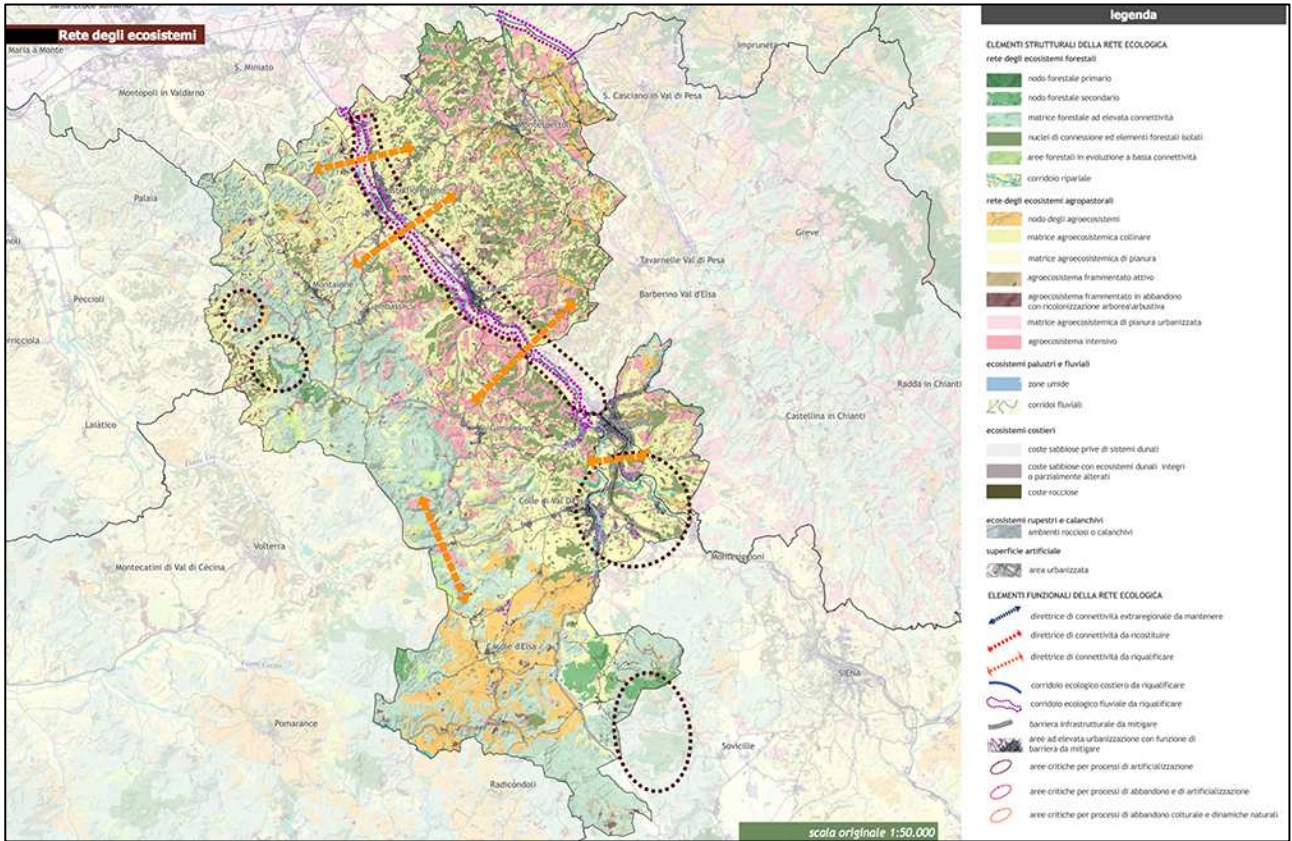 Rete degli ecosistemi
Maria a Monte
S. Miniato
Impruneta
Montopoli in Valdarno
S. Casciano in Val di Pesa
Palaia
Greve
Tavarnelle Val di Pesa
Montaione
Peccioli
Barberino Val d'Elsa
Radda in Chianti
Castellina in Chianti
Laiatico
Colle di Val
Volterra
Monteriggioni
Montecatini di Val di Cecina
Casole d'Elsa
SIENA
Pomarance
Sovicille
Radicondoli
scala originale 1:50.000
legenda
ELEMENTI STRUTTURALI DELLA RETE ECOLOGICA
rete degli ecosistemi forestali
nodo forestale primario
nodo forestale secondario
matrice forestale ad elevata connettività
nuclei di connessione ed elementi forestali isolati
aree forestali in evoluzione a bassa connettività
corridoio ripariale
rete degli ecosistemi agropastorali
nodo degli agroecosistemi
matrice agroecosistemica collinare
matrice agroecosistemica di pianura
agroecosistema frammentato attivo
agroecosistema frammentato in abbandono
con ricolonizzazione arborea\arbustiva
matrice agroecosistemica di pianura urbanizzata
agroecosistema intensivo
ecosistemi palustri e fluviali
zone umide
corridoi fluviali
ecosistemi costieri
coste sabbiose prive di sistemi dunali
coste sabbiose con ecosistemi dunali integri
o parzialmente alterati
coste rocciose
ecosistemi rupestri e calanchivi
ambienti rocciosi o calanchivi
superficie artificiale
area urbanizzata
ELEMENTI FUNZIONALI DELLA RETE ECOLOGICA
direttrice di connettività extraregionale da mantenere
direttrice di connettività da ricostituire
direttrice di connettività da riqualificare
corridoio ecologico costiero da riqualificare
corridoio ecologico fluviale da riqualificare
barriera infrastrutturale da mitigare
aree ad elevata urbanizzazione con funzione di
barriera da mitigare
aree critiche per processi di artificializzazione
aree critiche per processi di abbandono e di artificializzazione
aree critiche per processi di abbandono colturale e dinamiche naturali